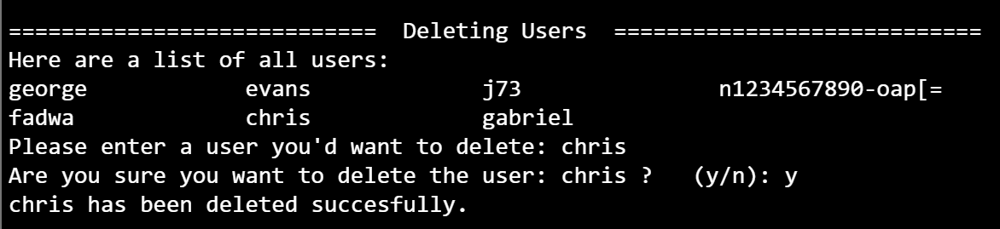 ============================ Deleting Users ============================
Here are a list of all users:
george evans j73 n1234567890-oap[=
fadwa chris gabriel
Please enter a user you'd want to delete: chris
Are you sure you want to delete the user: chris ? (y/n): y
chris has been deleted succesfully.